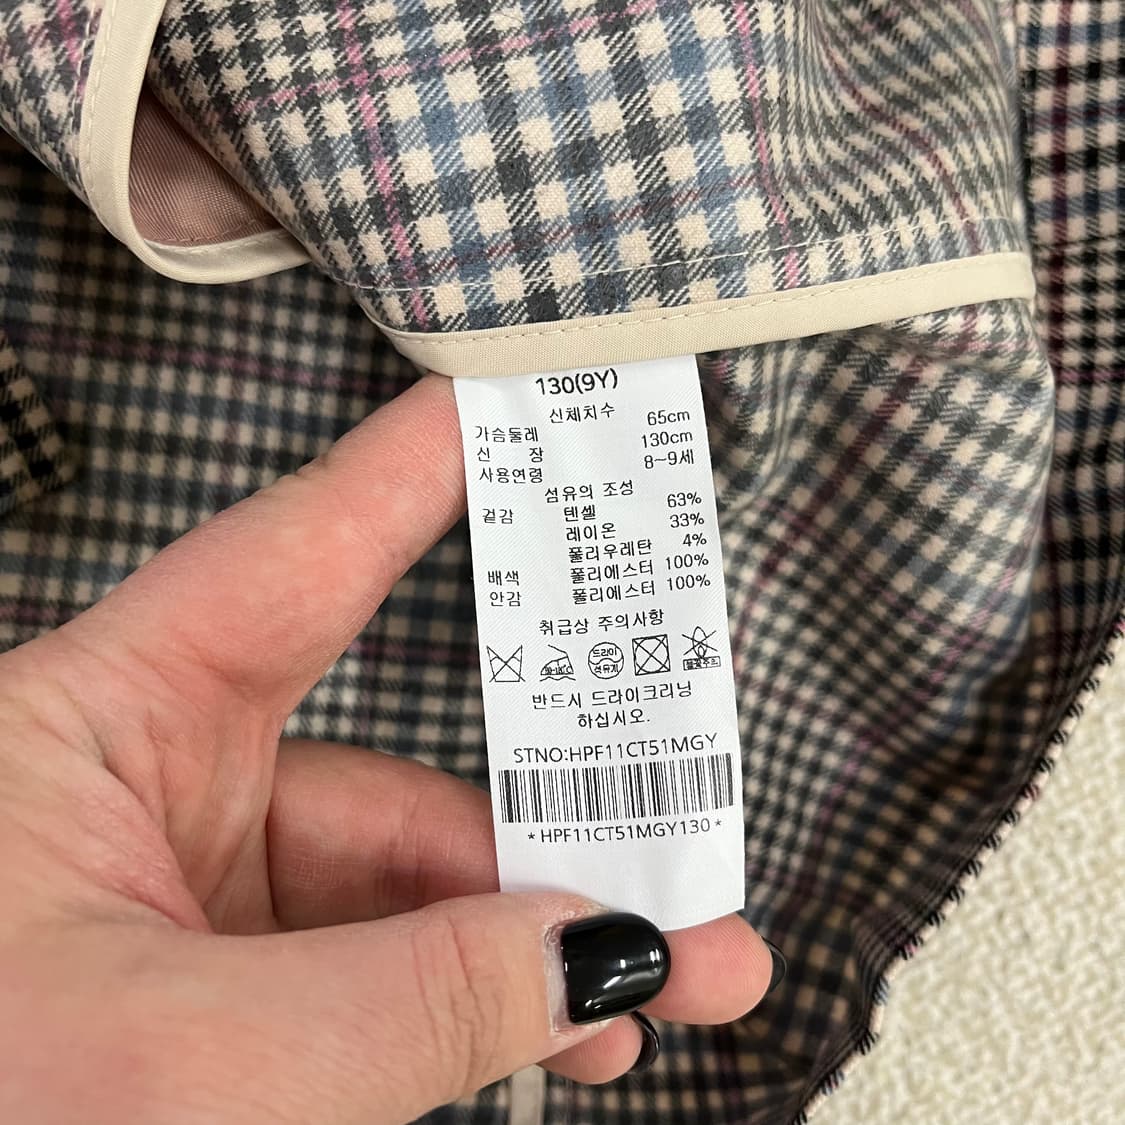 130(9Y)
신체치수
가슴둘레 65cm
신 장 130cm
사용연령 8~9세
섬유의 조성
겉감 텐셀 63%
레이온 33%
폴리우레탄 4%
배색 폴리에스터 100%
안감 폴리에스터 100%
취급상 주의사항
드라이
석유계
불꽃주의
반드시 드라이크리닝
하십시오.
STNO:HPF11CT51MGY
*HPF11CT51MGY130*